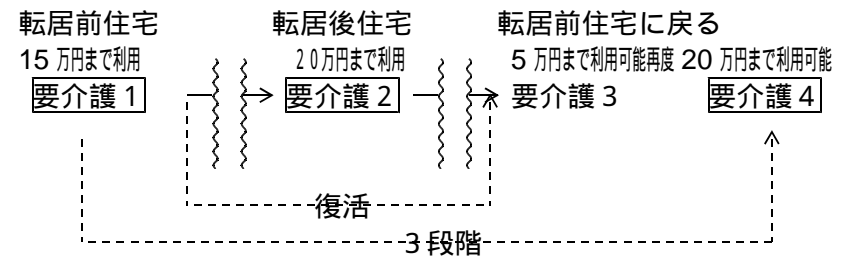 転居前住宅 転居後住宅 転居前住宅に戻る
15 万円まで利用 20万円まで利用 5 万円まで利用可能再度 20 万円まで利用可能
要介護 1 要介護 2 要介護 3 要介護 4
復活
3 段階